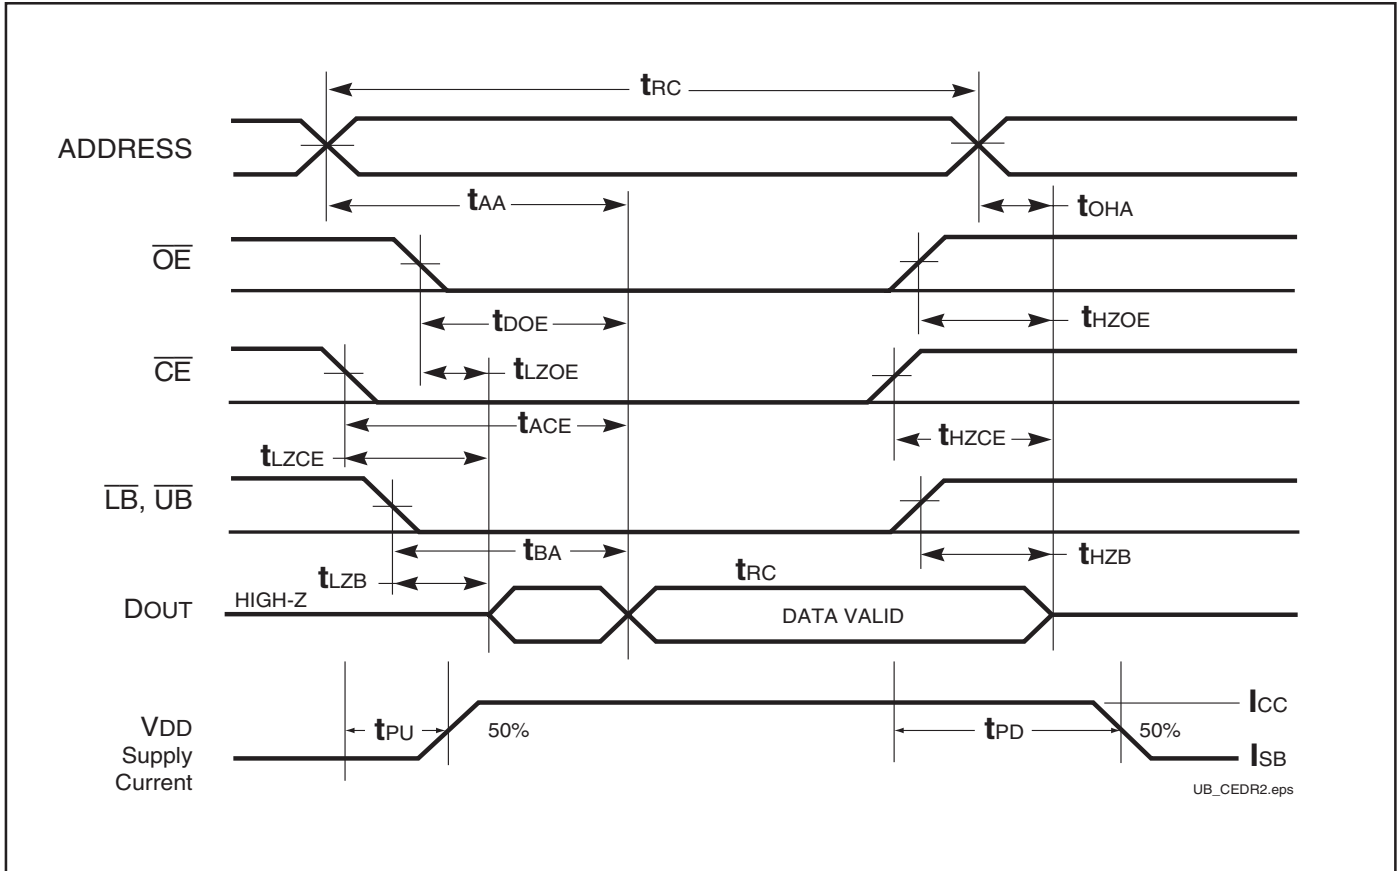 tRC
ADDRESS
tAA
tOHA
OE
tDOE
tHZOE
CE
tLZOE
tACE
tHZCE
tLZCE
LB, UB
tBA
tHZB
tLZB
tRC
DOUT
HIGH-Z
DATA VALID
ICC
VDD
Supply
Current
tPU
50%
tPD
50%
ISB
UB_CEDR2.eps